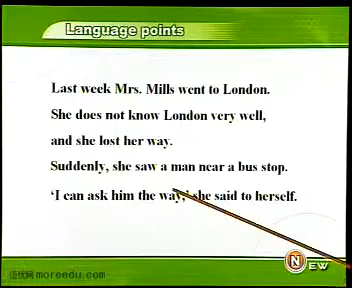 Language points
Last week Mrs. Mills went to London.
She does not know London very well,
and she lost her way.
Suddenly, she saw a man near a bus stop.
‘I can ask him the way,’ she said to herself.
NEW
moreedu.com